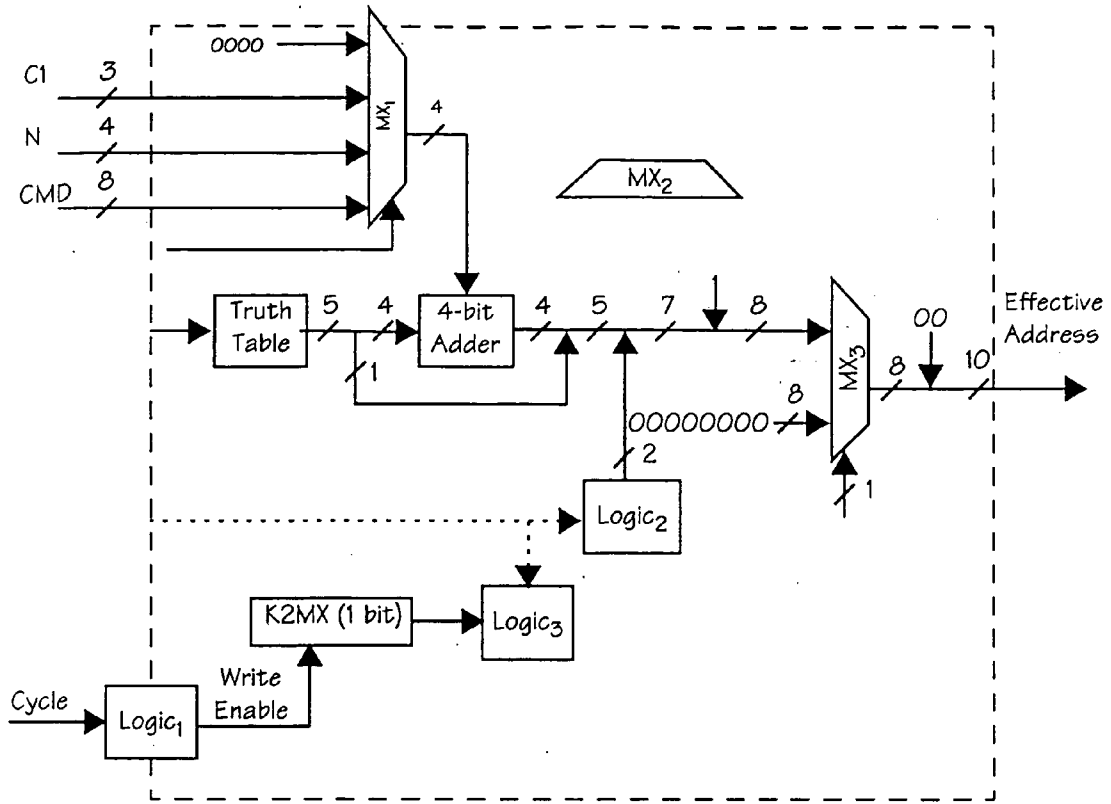 0000
C1
3
N
4
CMD
8
MX1
4
MX2
Truth
Table
5
4
1
4-bit
Adder
4
5
7
1
8
MX3
00000000
8
1
8
00
10
Effective
Address
2
Logic2
K2MX (1 bit)
Logic3
Cycle
Logic1
Write
Enable